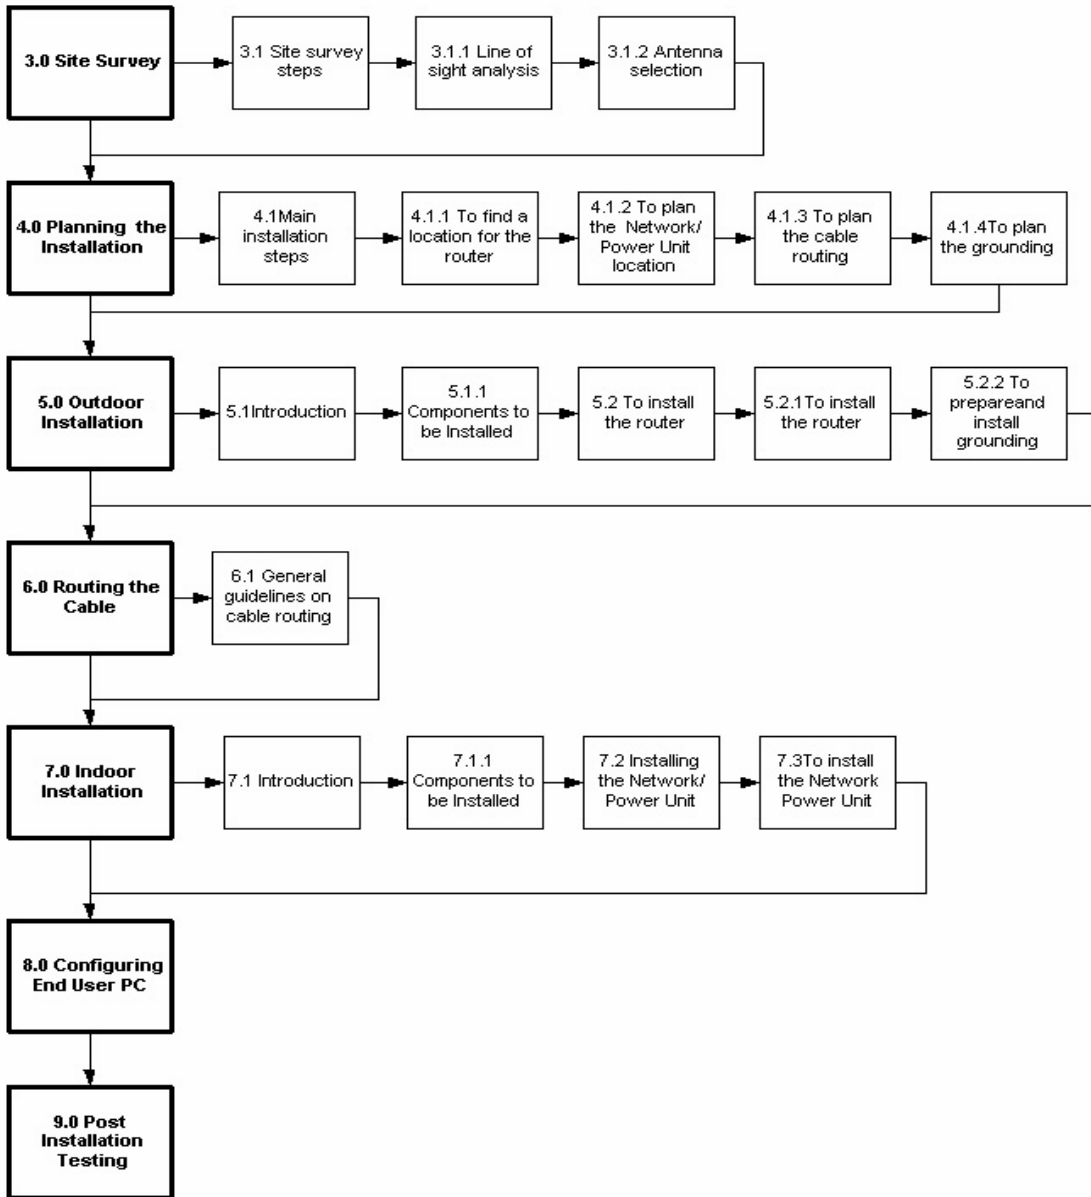 3.0 Site Survey
3.1 Site survey
steps
3.1.1 Line of
sight analysis
3.1.2 Antenna
selection
4.0 Planning the
Installation
4.1Main
installation
steps
4.1.1 To find a
location for the
router
4.1.2 To plan
the Network/
Power Unit
location
4.1.3 To plan
the cable
routing
4.1.4To plan
the grounding
5.0 Outdoor
Installation
5.1Introduction
5.1.1
Components to
be Installed
5.2 To install
the router
5.2.1To install
the router
5.2.2 To
prepareand
install
grounding
6.0 Routing the
Cable
6.1 General
guidelines on
cable routing
7.0 Indoor
Installation
7.1 Introduction
7.1.1
Components to
be Installed
7.2 Installing
the Network/
Power Unit
7.3To install
the Network
Power Unit
8.0 Configuring
End User PC
9.0 Post
Installation
Testing